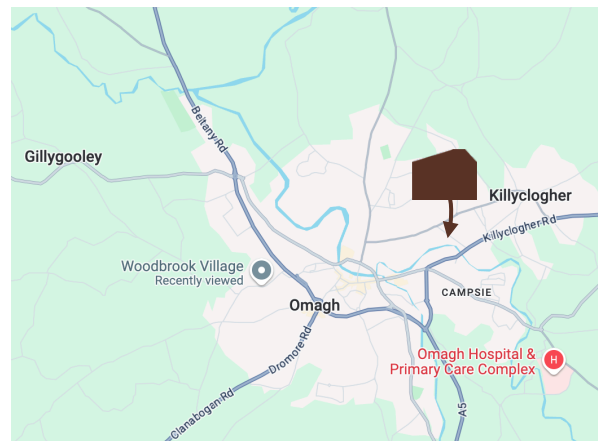 Beltany Rd
Gillygooley
Killyclogher
Killyclogher Rd
Woodbrook Village
Recently viewed
CAMPSIE
Omagh
Dromore Rd
Omagh Hospital &
Primary Care Complex
H
Clanabogan Rd
A5